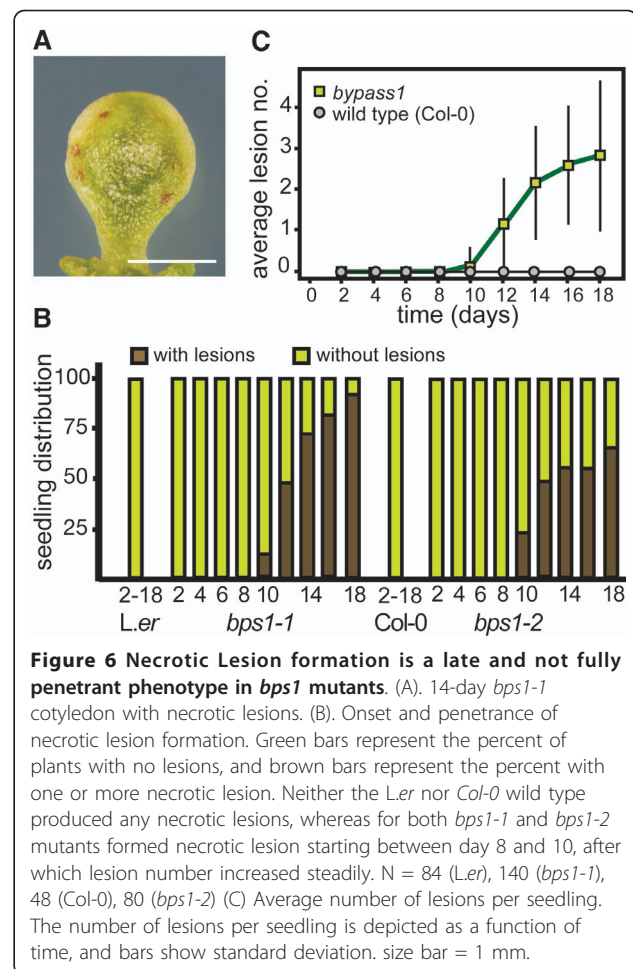 A
C
bypass1
wild type (Col-0)
average lesion no.
4
3
2
1
0
0 2 4 6 8 10 12 14 16 18
time (days)
B
with lesions without lesions
seedling distribution
100
75
50
25
2-18 2 4 6 8 10 14 18 2-18 2 4 6 8 10 14 18
L.er bps1-1 Col-0 bps1-2
Figure 6 Necrotic Lesion formation is a late and not fully
penetrant phenotype in bps1 mutants. (A). 14-day bps1-1
cotyledon with necrotic lesions. (B). Onset and penetrance of
necrotic lesion formation. Green bars represent the percent of
plants with no lesions, and brown bars represent the percent with
one or more necrotic lesion. Neither the L.er nor Col-0 wild type
produced any necrotic lesions, whereas for both bps1-1 and bps1-2
mutants formed necrotic lesion starting between day 8 and 10, after
which lesion number increased steadily. N = 84 (L.er), 140 (bps1-1),
48 (Col-0), 80 (bps1-2) (C) Average number of lesions per seedling.
The number of lesions per seedling is depicted as a function of
time, and bars show standard deviation. size bar = 1 mm.